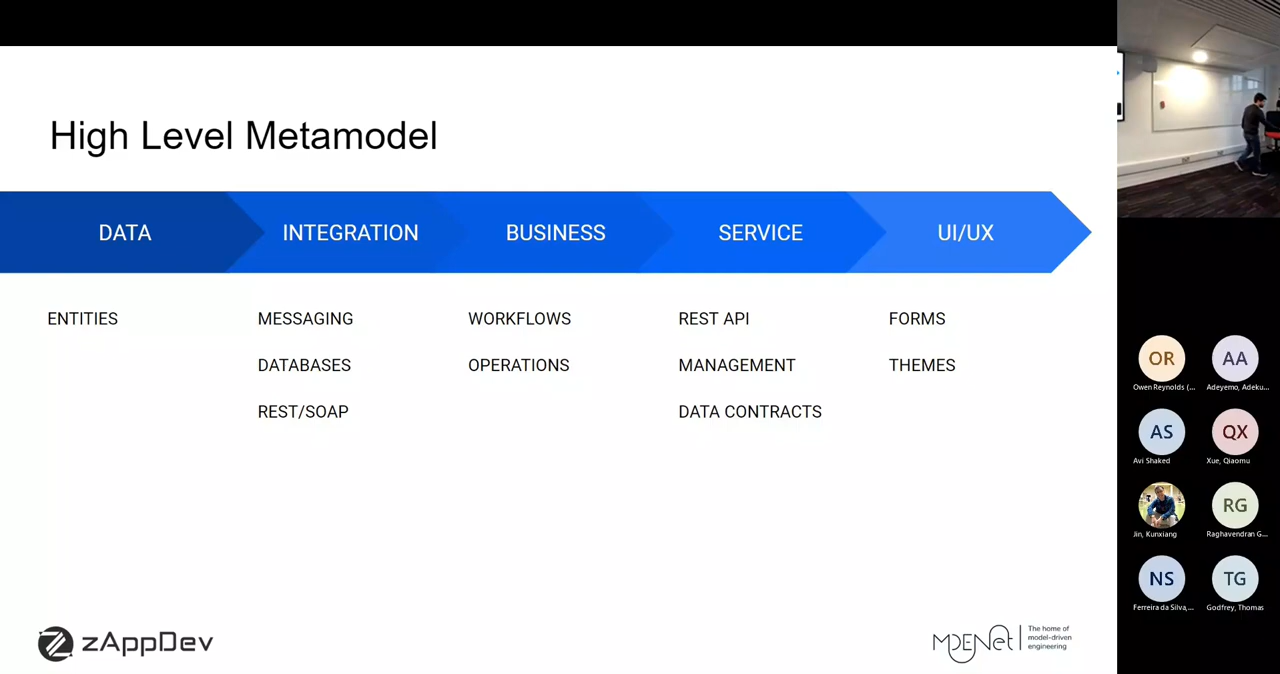 High Level Metamodel
DATA
INTEGRATION
BUSINESS
SERVICE
UI/UX
ENTITIES
MESSAGING
WORKFLOWS
REST API
FORMS
DATABASES
OPERATIONS
MANAGEMENT
THEMES
REST/SOAP
DATA CONTRACTS
zAppDev
MDENet
The home of
model-driven
engineering
OR
AA
Owen Reynolds (...
Adeyemo, Adeku...
AS
QX
Avi Shaked
Xue, Qiaomu
RG
Jin, Kunxiang
Raghavendran G...
NS
TG
Ferreira da Silva,...
Godfrey, Thomas